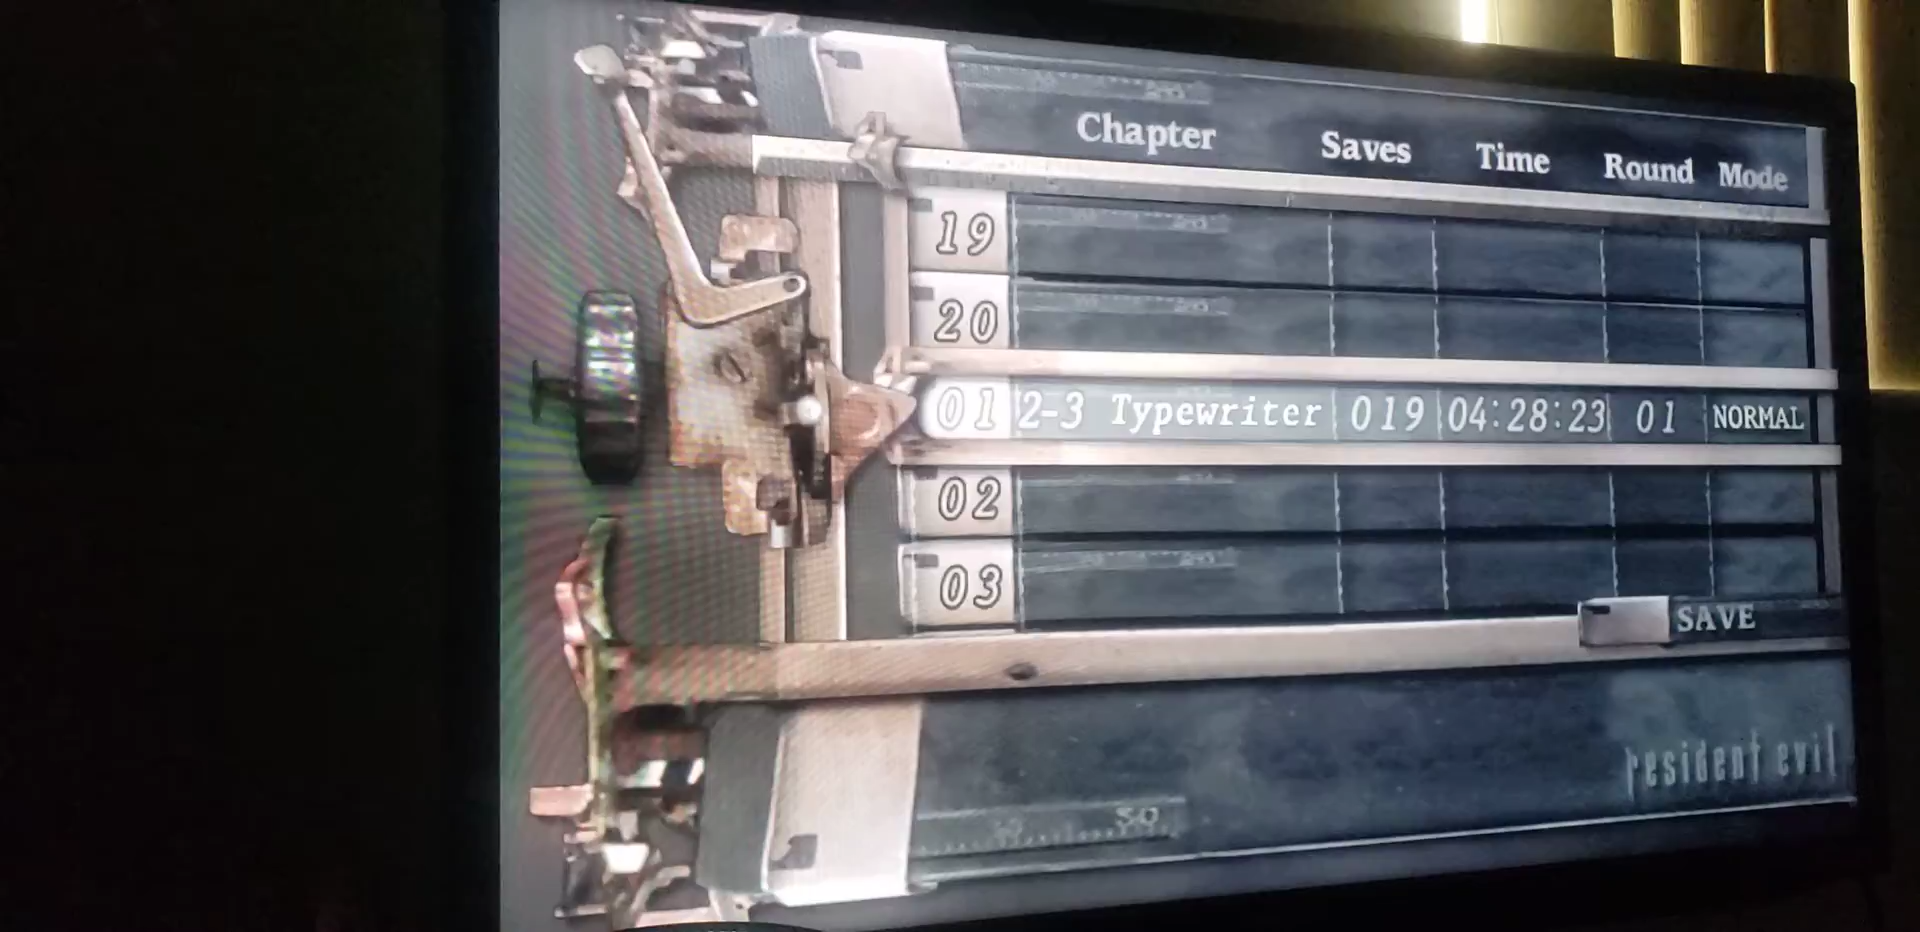 Chapter Saves Time Round Mode
19
20
01 2-3 Typewriter 019 04:28:23 01 NORMAL
02
03
SAVE
resident evil
50